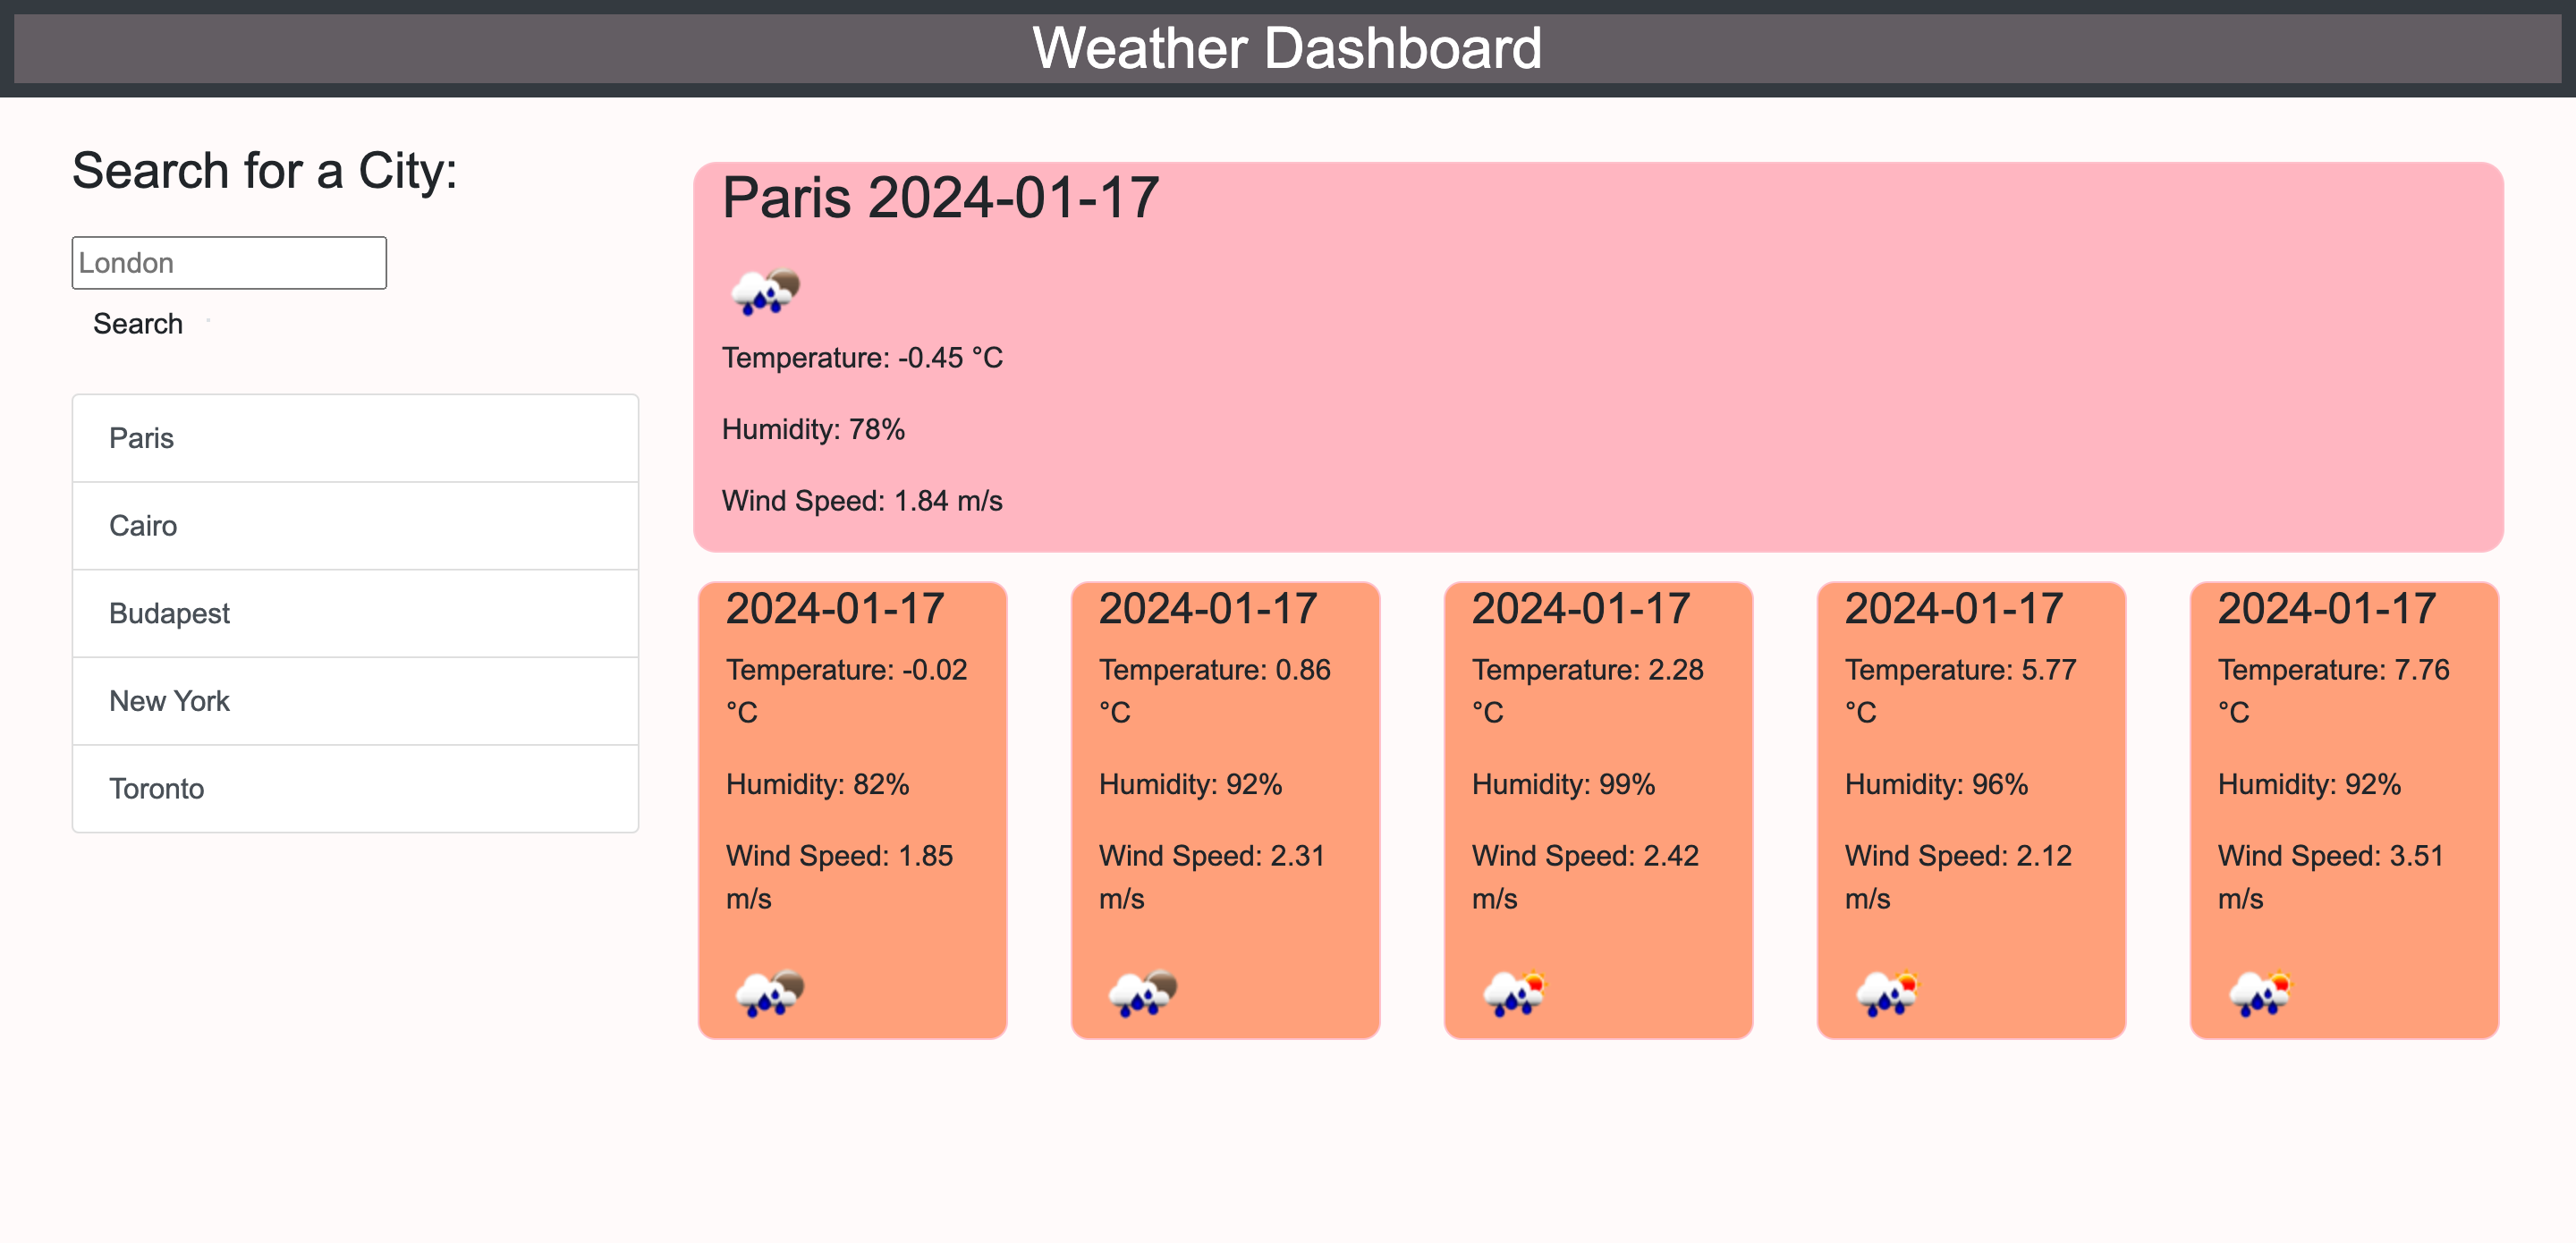 Weather Dashboard
Search for a City:
London
Search
Paris
Cairo
Budapest
New York
Toronto
Paris 2024-01-17
Temperature: -0.45 °C
Humidity: 78%
Wind Speed: 1.84 m/s
2024-01-17
Temperature: -0.02
°C
Humidity: 82%
Wind Speed: 1.85
m/s
2024-01-17
Temperature: 0.86
°C
Humidity: 92%
Wind Speed: 2.31
m/s
2024-01-17
Temperature: 2.28
°C
Humidity: 99%
Wind Speed: 2.42
m/s
2024-01-17
Temperature: 5.77
°C
Humidity: 96%
Wind Speed: 2.12
m/s
2024-01-17
Temperature: 7.76
°C
Humidity: 92%
Wind Speed: 3.51
m/s